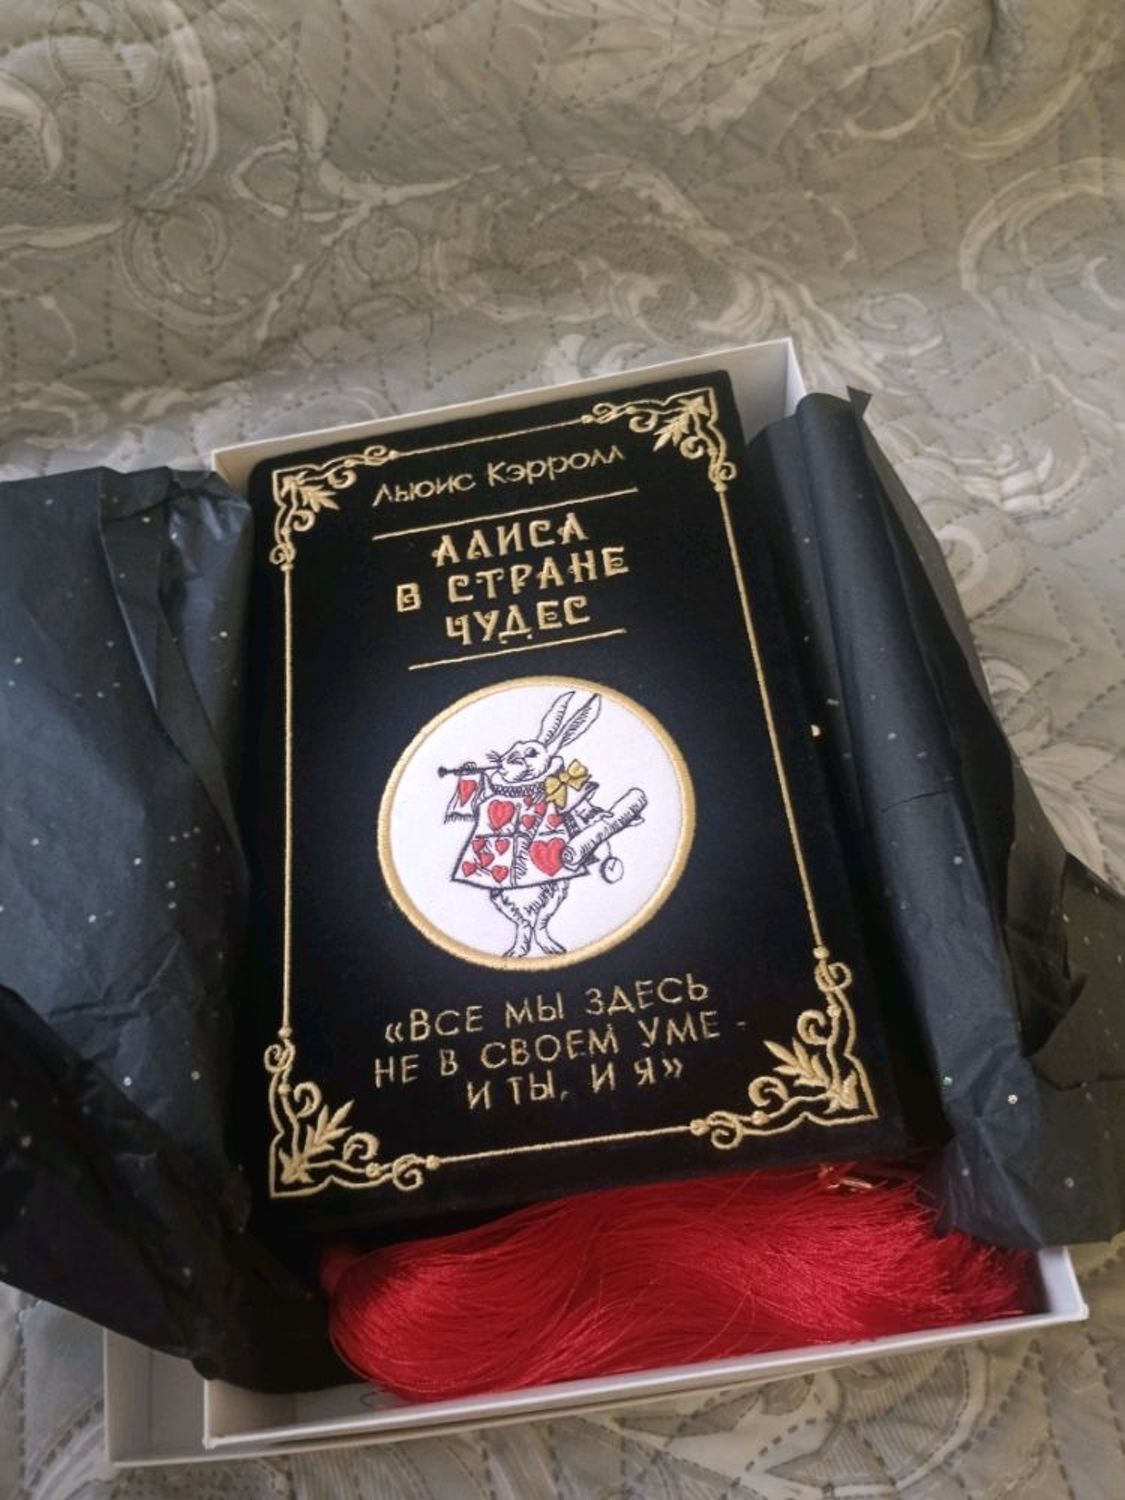 Льюис Кэрролл
АЛИСА
В СТРАНЕ
ЧУДЕС
«ВСЕ МЫ ЗДЕСЬ
НЕ В СВОЕМ УМЕ -
И ТЫ, И Я»